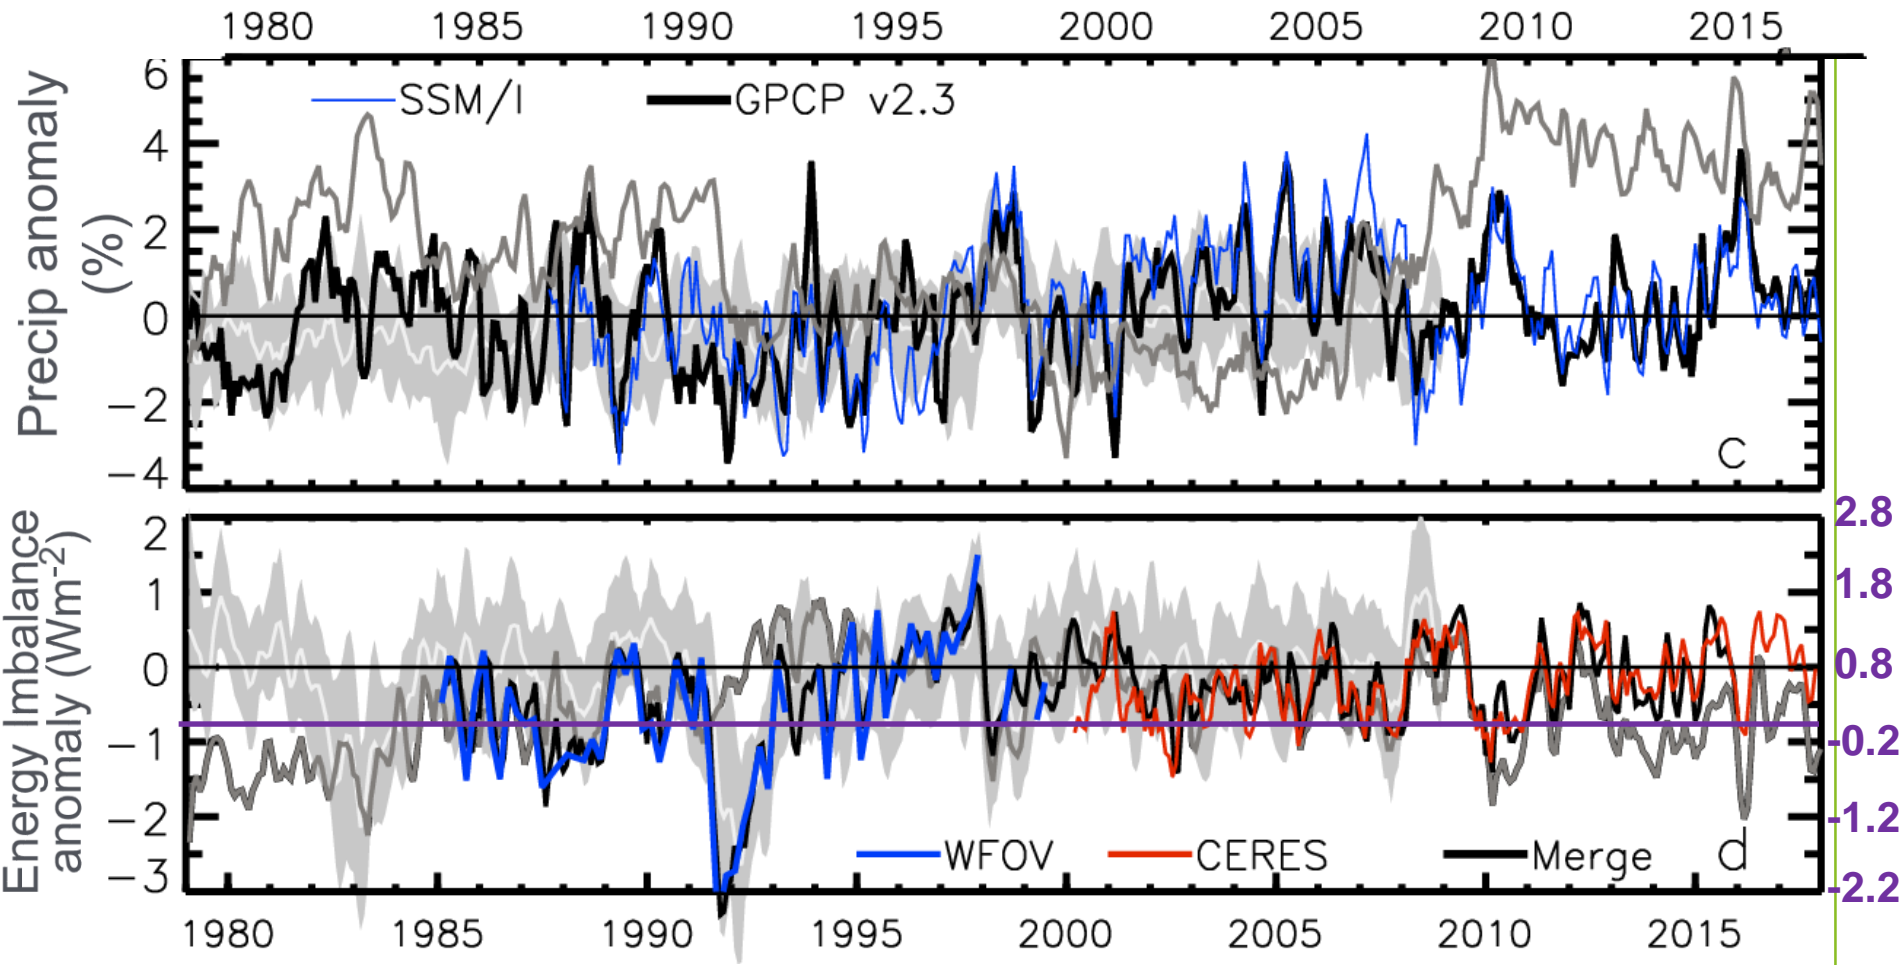 1980 1985 1990 1995 2000 2005 2010 2015
Precip anomaly
(%)
6
4
2
0
−2
−4
SSM/I
GPCP v2.3
c
Energy Imbalance
anomaly (Wm-2)
2
1
0
−1
−2
−3
WFOV
CERES
Merge
d
2.8
1.8
0.8
-0.2
-1.2
-2.2
1980 1985 1990 1995 2000 2005 2010 2015